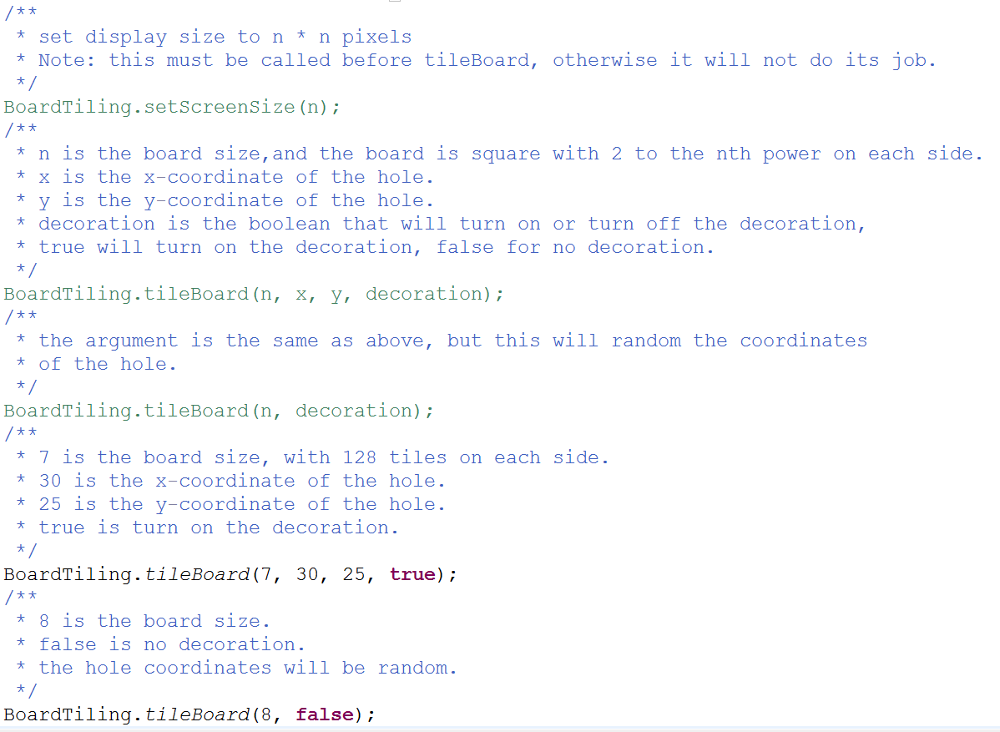 /**
 * set display size to n * n pixels
 * Note: this must be called before tileBoard, otherwise it will not do its job.
 */
BoardTiling.setScreenSize(n);
/**
 * n is the board size,and the board is square with 2 to the nth power on each side.
 * x is the x-coordinate of the hole.
 * y is the y-coordinate of the hole.
 * decoration is the boolean that will turn on or turn off the decoration,
 * true will turn on the decoration, false for no decoration.
 */
BoardTiling.tileBoard(n, x, y, decoration);
/**
 * the argument is the same as above, but this will random the coordinates
 * of the hole.
 */
BoardTiling.tileBoard(n, decoration);
/**
 * 7 is the board size, with 128 tiles on each side.
 * 30 is the x-coordinate of the hole.
 * 25 is the y-coordinate of the hole.
 * true is turn on the decoration.
 */
BoardTiling.tileBoard(7, 30, 25, true);
/**
 * 8 is the board size.
 * false is no decoration.
 * the hole coordinates will be random.
 */
BoardTiling.tileBoard(8, false);